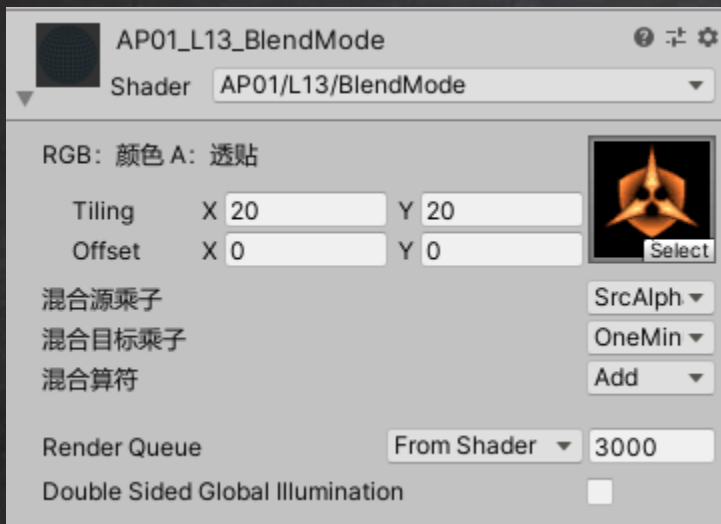 AP01_L13_BlendMode
Shader AP01/L13/BlendMode
RGB：颜色 A：透贴
Tiling X 20 Y 20
Offset X 0 Y 0
Select
混合源乘子 SrcAlph
混合目标乘子 OneMin
混合算符 Add
Render Queue From Shader 3000
Double Sided Global Illumination